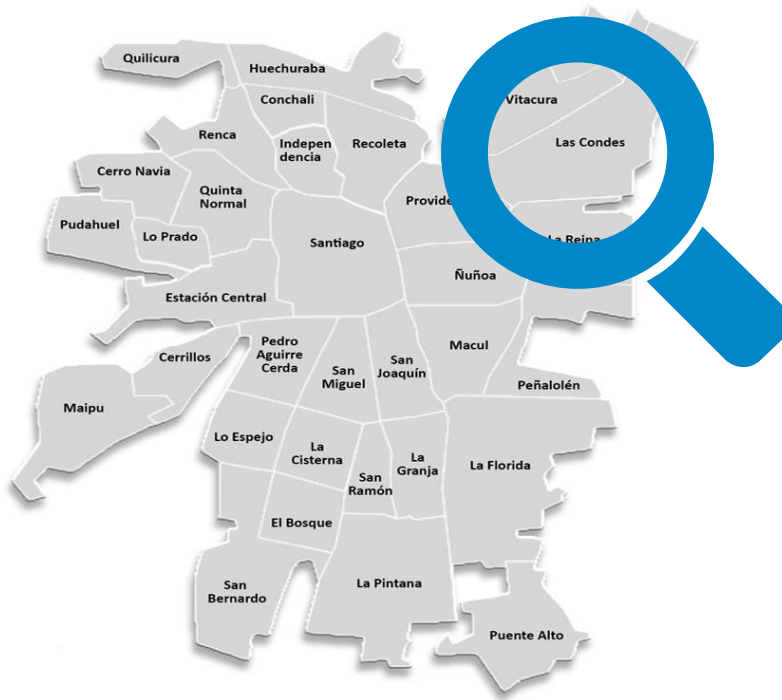 Quilicura
Huechuraba
Conchali
Vitacura
Renca
Indepen
dencia
Recoleta
Las Condes
Cerro Navia
Quinta
Normal
Provide
Pudahuel
Lo Prado
Santiago
La Reina
Ñuñoa
Estación Central
Pedro
Aguirre
Cerda
San
Miguel
San
Joaquín
Macul
Cerrillos
Peñalolén
Maipu
Lo Espejo
La
Cisterna
San
Ramón
La
Granja
La Florida
El Bosque
San
Bernardo
La Pintana
Puente Alto